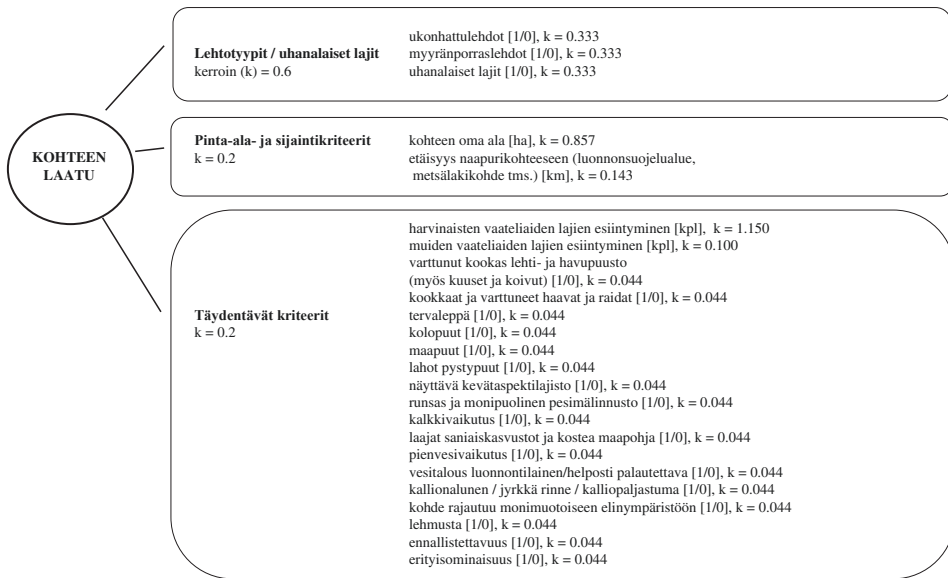 KOHTEEN
LAATU
Lehtotyypit / uhanalaiset lajit
kerroin (k) = 0.6
ukonhattulehdot [1/0], k = 0.333
myyränporraslehdot [1/0], k = 0.333
uhanalaiset lajit [1/0], k = 0.333
Pinta-ala- ja sijaintikriteerit
k = 0.2
kohteen oma ala [ha], k = 0.857
etäisyys naapurikohteeseen (luonnonsuojelualue,
metsälakikohde tms.) [km], k = 0.143
Täydentävät kriteerit
k = 0.2
harvinaisten vaateliaiden lajien esiintyminen [kpl], k = 1.150
muiden vaateliaiden lajien esiintyminen [kpl], k = 0.100
varttunut kookas lehti- ja havupuusto
(myös kuuset ja koivut) [1/0], k = 0.044
kookkaat ja varttuneet haavat ja raidat [1/0], k = 0.044
tervaleppä [1/0], k = 0.044
kolopuut [1/0], k = 0.044
maapuut [1/0], k = 0.044
lahot pystypuut [1/0], k = 0.044
näyttävä kevätaspektilajisto [1/0], k = 0.044
runsas ja monipuolinen pesimälinnusto [1/0], k = 0.044
kalkkivaikutus [1/0], k = 0.044
laajat saniaiskasvustot ja kostea maapohja [1/0], k = 0.044
pienvesivaikutus [1/0], k = 0.044
vesitalous luonnontilainen/helposti palautettava [1/0], k = 0.044
kallionalunen / jyrkkä rinne / kalliopaljastuma [1/0], k = 0.044
kohde rajautuu monimuotoiseen elinympäristöön [1/0], k = 0.044
lehmusta [1/0], k = 0.044
ennallistettavuus [1/0], k = 0.044
erityisominaisuus [1/0], k = 0.044